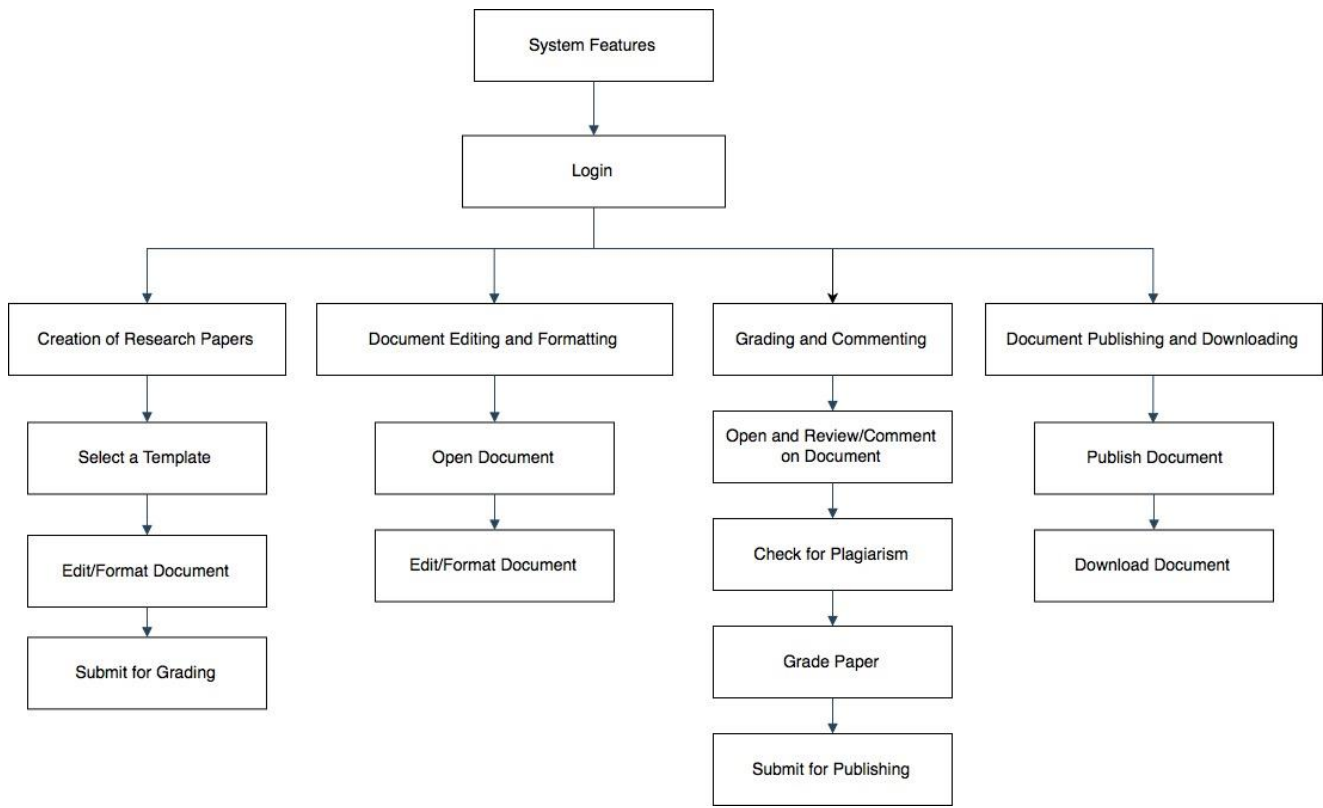 System Features
Login
Creation of Research Papers
Document Editing and Formatting
Grading and Commenting
Document Publishing and Downloading
Select a Template
Open Document
Open and Review/Comment
on Document
Publish Document
Edit/Format Document
Edit/Format Document
Check for Plagiarism
Download Document
Submit for Grading
Grade Paper
Submit for Publishing